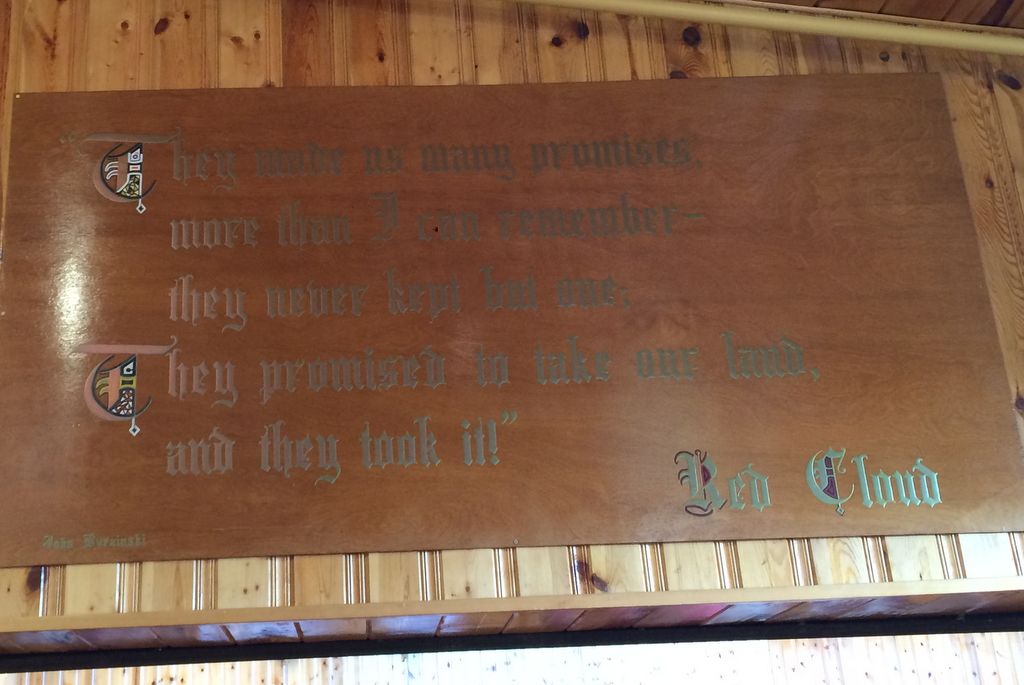 "They made us many promises,
more than I can remember-
they never kept but one;
They promised to take our land,
and they took it!"
Red Cloud
John